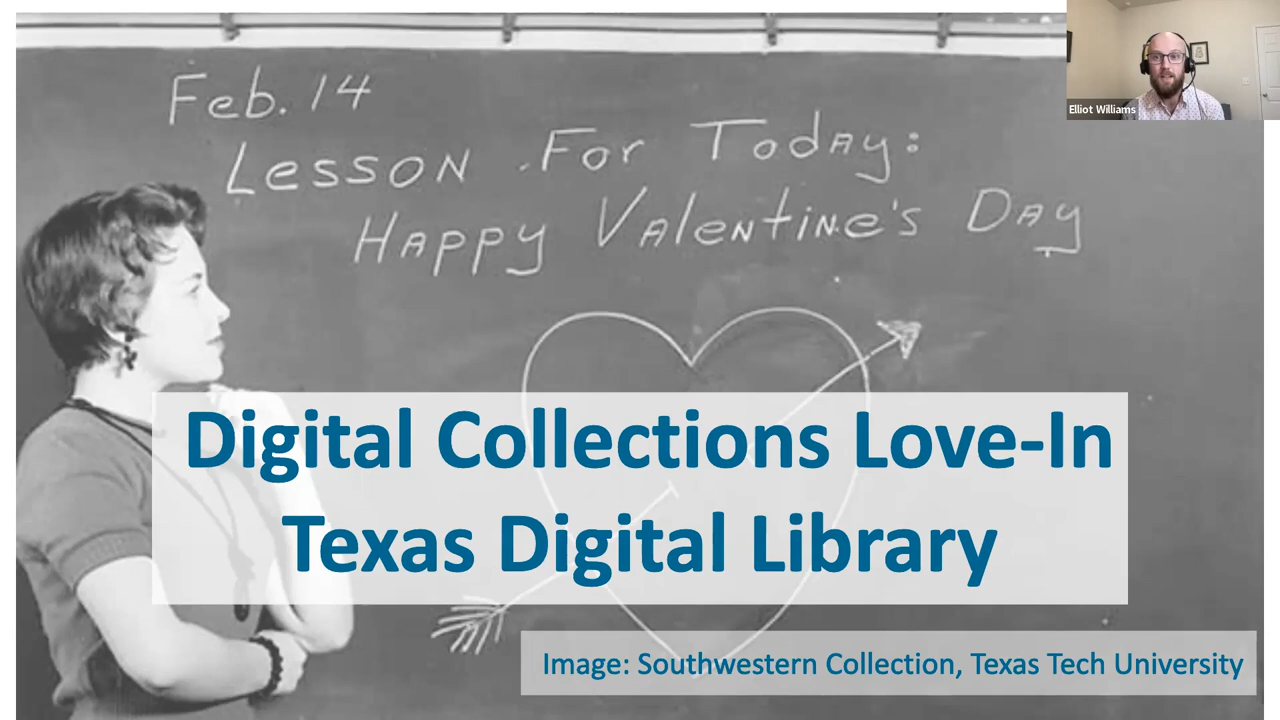 Feb. 14
Lesson For Today:
Happy Valentine's Day
Elliot Williams
Digital Collections Love-In
Texas Digital Library
Image: Southwestern Collection, Texas Tech University